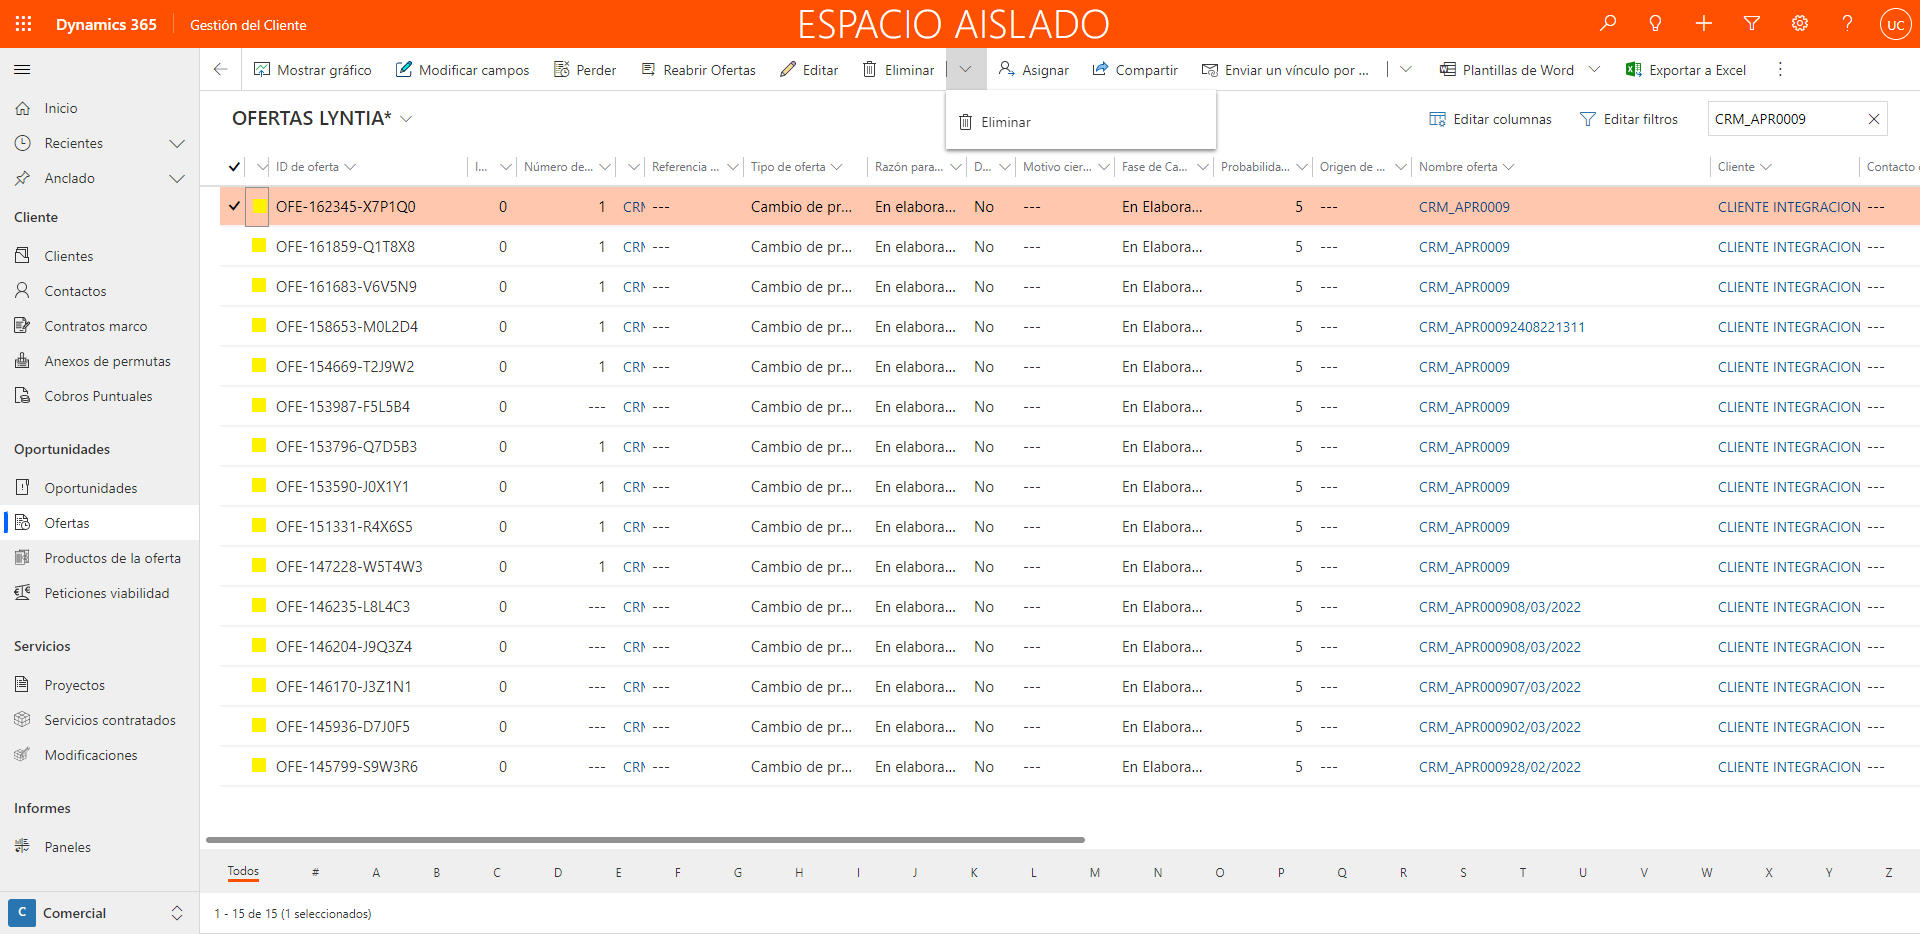 Dynamics 365 Gestión del Cliente ESPACIO AISLADO UC
Mostrar gráfico Modificar campos Perder Reabrir Ofertas Editar Eliminar Asignar Compartir Enviar un vínculo por ... Plantillas de Word Exportar a Excel
Eliminar
Inicio
Recientes
Anclado
Cliente
Clientes
Contactos
Contratos marco
Anexos de permutas
Cobros Puntuales
Oportunidades
Oportunidades
Ofertas
Productos de la oferta
Peticiones viabilidad
Servicios
Proyectos
Servicios contratados
Modificaciones
Informes
Paneles
C Comercial
OFERTAS LYNTIA* Editar columnas Editar filtros CRM_APR0009
ID de oferta I... Número de... Referencia ... Tipo de oferta Razón para... D... Motivo cier... Fase de Ca... Probabilida... Origen de ... Nombre oferta Cliente Contacto
OFE-162345-X7P1Q0 0 1 CRM --- Cambio de pr... En elabora... No --- En Elabora... 5 --- CRM_APR0009 CLIENTE INTEGRACION ---
OFE-161859-Q1T8X8 0 1 CRM --- Cambio de pr... En elabora... No --- En Elabora... 5 --- CRM_APR0009 CLIENTE INTEGRACION ---
OFE-161683-V6V5N9 0 1 CRM --- Cambio de pr... En elabora... No --- En Elabora... 5 --- CRM_APR0009 CLIENTE INTEGRACION ---
OFE-158653-M0L2D4 0 1 CRM --- Cambio de pr... En elabora... No --- En Elabora... 5 --- CRM_APR00092408221311 CLIENTE INTEGRACION ---
OFE-154669-T2J9W2 0 1 CRM --- Cambio de pr... En elabora... No --- En Elabora... 5 --- CRM_APR0009 CLIENTE INTEGRACION ---
OFE-153987-F5L5B4 0 --- CRM --- Cambio de pr... En elabora... No --- En Elabora... 5 --- CRM_APR0009 CLIENTE INTEGRACION ---
OFE-153796-Q7D5B3 0 1 CRM --- Cambio de pr... En elabora... No --- En Elabora... 5 --- CRM_APR0009 CLIENTE INTEGRACION ---
OFE-153590-J0X1Y1 0 1 CRM --- Cambio de pr... En elabora... No --- En Elabora... 5 --- CRM_APR0009 CLIENTE INTEGRACION ---
OFE-151331-R4X6S5 0 1 CRM --- Cambio de pr... En elabora... No --- En Elabora... 5 --- CRM_APR0009 CLIENTE INTEGRACION ---
OFE-147228-W5T4W3 0 1 CRM --- Cambio de pr... En elabora... No --- En Elabora... 5 --- CRM_APR0009 CLIENTE INTEGRACION ---
OFE-146235-L8L4C3 0 --- CRM --- Cambio de pr... En elabora... No --- En Elabora... 5 --- CRM_APR000908/03/2022 CLIENTE INTEGRACION ---
OFE-146204-J9Q3Z4 0 --- CRM --- Cambio de pr... En elabora... No --- En Elabora... 5 --- CRM_APR000908/03/2022 CLIENTE INTEGRACION ---
OFE-146170-J3Z1N1 0 --- CRM --- Cambio de pr... En elabora... No --- En Elabora... 5 --- CRM_APR000907/03/2022 CLIENTE INTEGRACION ---
OFE-145936-D7J0F5 0 --- CRM --- Cambio de pr... En elabora... No --- En Elabora... 5 --- CRM_APR000902/03/2022 CLIENTE INTEGRACION ---
OFE-145799-S9W3R6 0 --- CRM --- Cambio de pr... En elabora... No --- En Elabora... 5 --- CRM_APR000928/02/2022 CLIENTE INTEGRACION ---
Todos # A B C D E F G H I J K L M N O P Q R S T U V W X Y Z
1 - 15 de 15 (1 seleccionados)